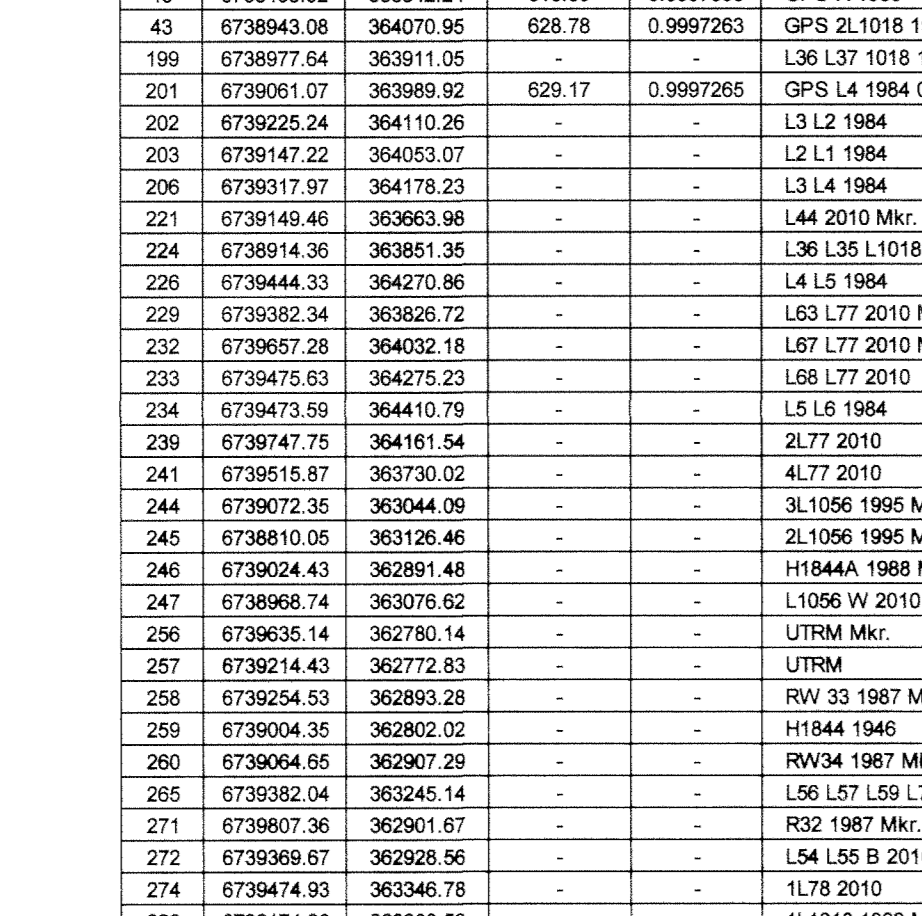 43 6738943.08 364070.95 628.78 0.9997263 GPS 2L1018
199 6738977.64 363911.05 - - L36 L37 1018
201 6739061.07 363989.92 629.17 0.9997265 GPS L4 1984
202 6739225.24 364110.26 - - L3 L2 1984
203 6739147.22 364053.07 - - L2 L1 1984
206 6739317.97 364178.23 - - L3 L4 1984
221 6739149.46 363663.98 - - L44 2010 Mkr.
224 6738914.36 363851.35 - - L36 L35 L1018
226 6739444.33 364270.86 - - L4 L5 1984
229 6739382.34 363826.72 - - L63 L77 2010
232 6739657.28 364032.18 - - L67 L77 2010
233 6739475.63 364275.23 - - L68 L77 2010
234 6739473.59 364410.79 - - L5 L6 1984
239 6739747.75 364161.54 - - 2L77 2010
241 6739515.87 363730.02 - - 4L77 2010
244 6739072.35 363044.09 - - 3L1056 1995
245 6738810.05 363126.46 - - 2L1056 1995
246 6739024.43 362891.48 - - H1844A 1988
247 6738968.74 363076.62 - - L1056 W 2010
256 6739635.14 362780.14 - - UTRM Mkr.
257 6739214.43 362772.83 - - UTRM
258 6739254.53 362893.28 - - RW 33 1987
259 6739004.35 362802.02 - - H1844 1946
260 6739064.65 362907.29 - - RW34 1987
265 6739382.04 363245.14 - - L56 L57 L59
271 6739807.36 362901.67 - - R32 1987 Mkr.
272 6739369.67 362928.56 - - L54 L55 B
274 6739474.93 363346.78 - - 1L78 2010